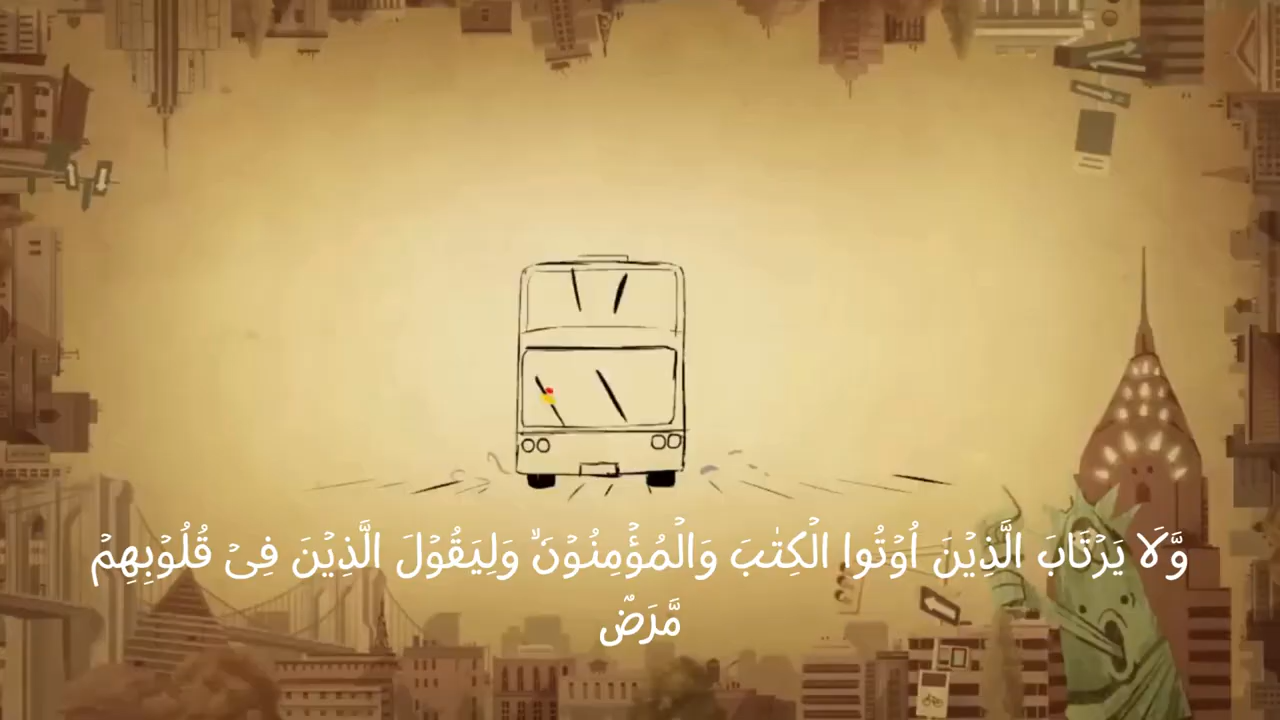 وَّلَا يَرۡتَابَ الَّذِيۡنَ اُوۡتُوا الۡكِتٰبَ وَالۡمُؤۡمِنُوۡنَۙ وَلِيَقُوۡلَ الَّذِيۡنَ فِىۡ قُلُوۡبِهِمۡ
مَّرَضٌ